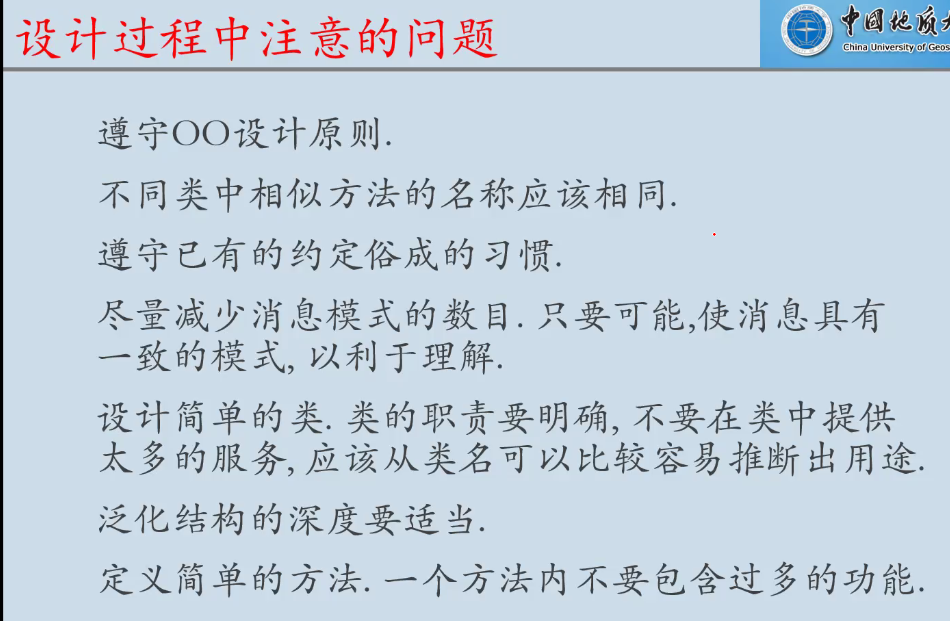 设计过程中注意的问题
中国地质大
China University of Geos
遵守OO设计原则.
不同类中相似方法的名称应该相同.
遵守已有的约定俗成的习惯.
尽量减少消息模式的数目. 只要可能,使消息具有
一致的模式, 以利于理解.
设计简单的类. 类的职责要明确, 不要在类中提供
太多的服务, 应该从类名可以比较容易推断出用途.
泛化结构的深度要适当.
定义简单的方法. 一个方法内不要包含过多的功能.